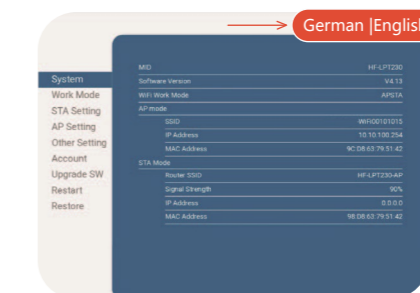 German |English
System
Work Mode
STA Setting
AP Setting
Other Setting
Account
Upgrade SW
Restart
Restore
MID HF-LPT230
Software Version V4.13
WiFi Work Mode APSTA
AP mode
SSID WiFi00101015
IP Address 10.10.100.254
MAC Address 9C:D8:63:79:51:42
STA Mode
Router SSID HF-LPT230-AP
Signal Strength 90%
IP Address 0.0.0.0
MAC Address 98:D8:63:79:51:42